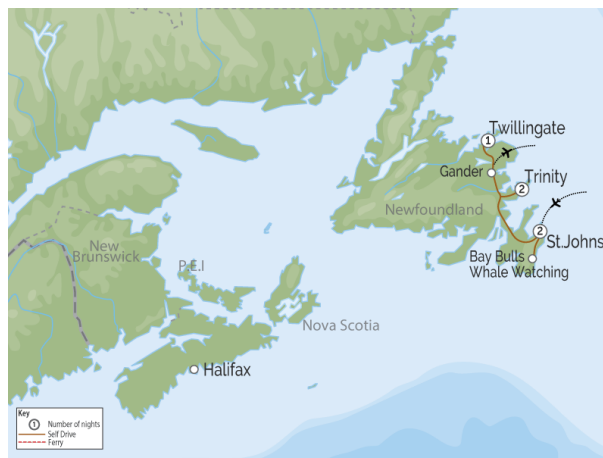 1
Twillingate
Gander
2
Trinity
Newfoundland
2
St.Johns
Bay Bulls
Whale Watching
New
Brunswick
P.E.I
Nova Scotia
Halifax
Key
1 Number of nights
Self Drive
Ferry